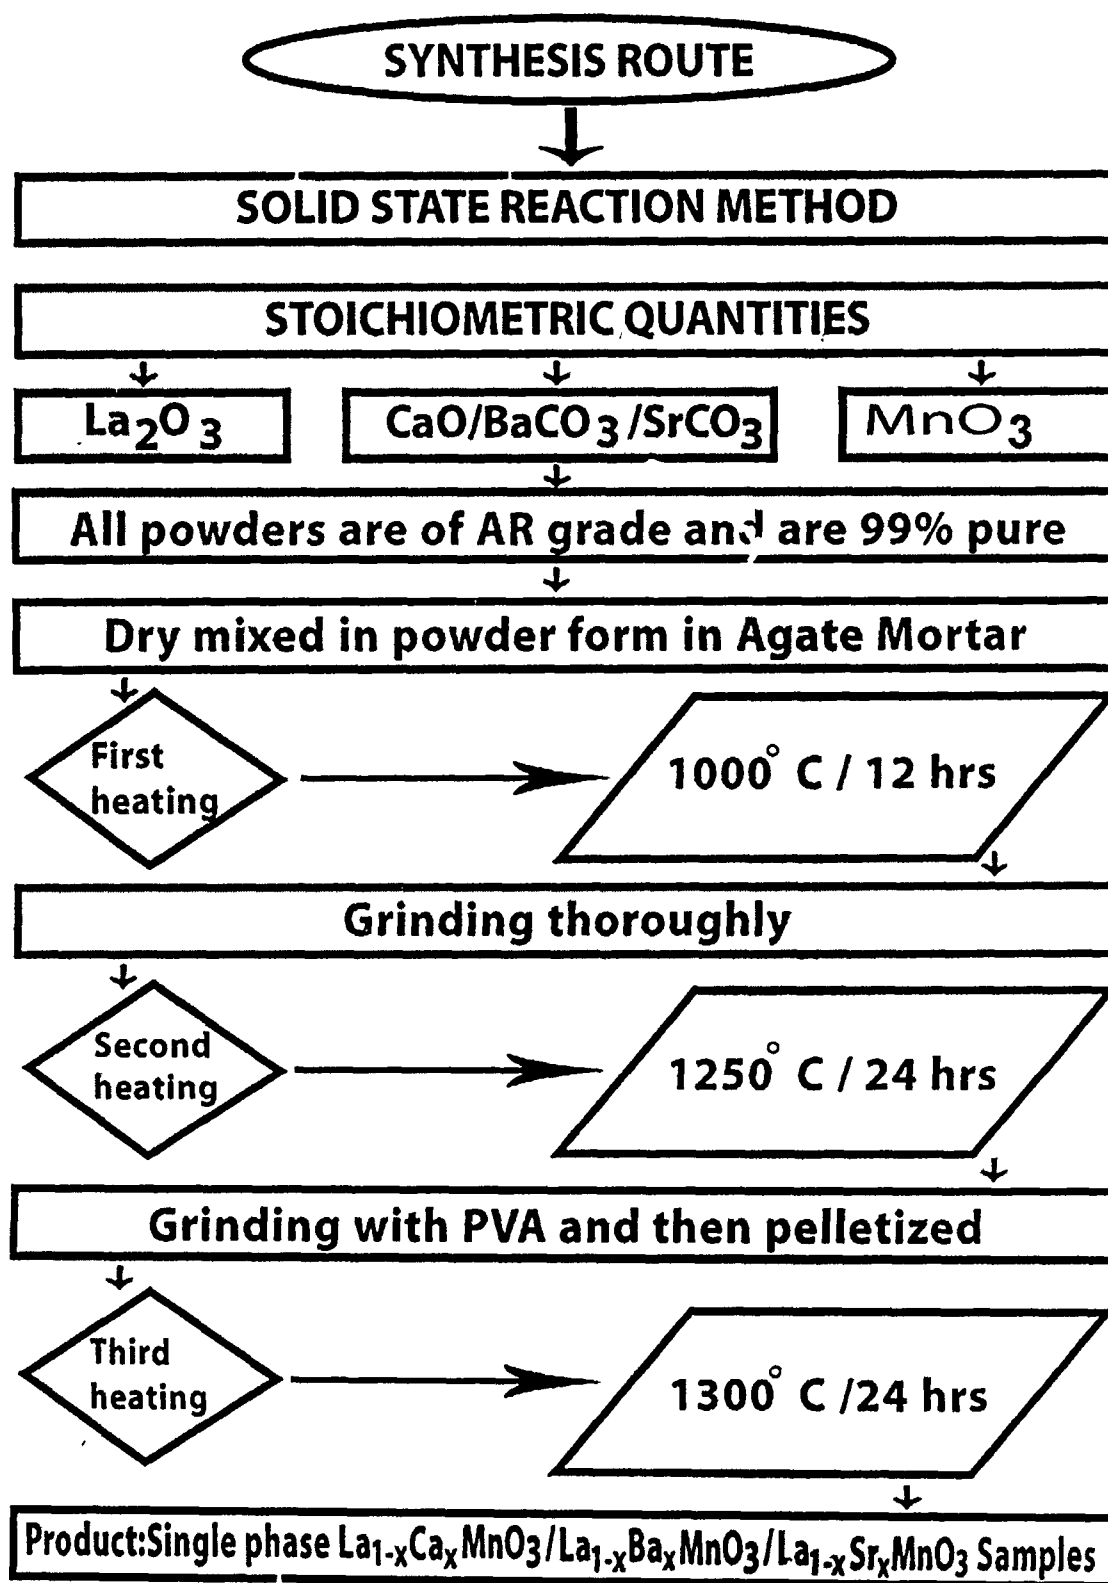 SYNTHESIS ROUTE
SOLID STATE REACTION METHOD
STOICHIOMETRIC QUANTITIES
La₂O₃ CaO/BaCO₃/SrCO₃ MnO₃
All powders are of AR grade and are 99% pure
Dry mixed in powder form in Agate Mortar
First
heating
1000° C / 12 hrs
Grinding thoroughly
Second
heating
1250° C / 24 hrs
Grinding with PVA and then pelletized
Third
heating
1300° C /24 hrs
Product:Single phase La₁₋ₓCaₓMnO₃/La₁₋ₓBaₓMnO₃/La₁₋ₓSrₓMnO₃ Samples